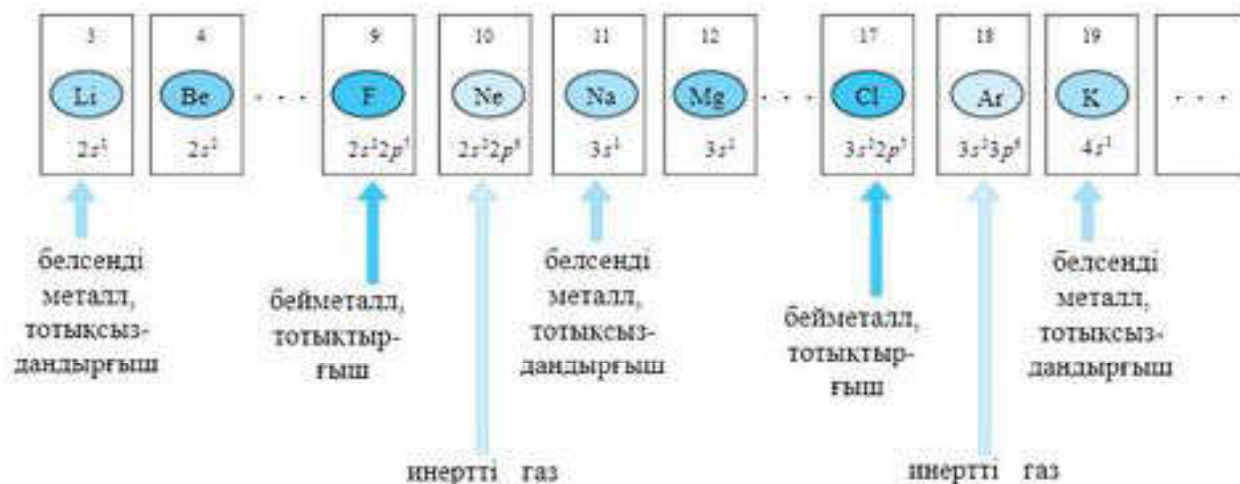 3 4 9 10 11 12 17 18 19
Li Be . . . F Ne Na Mg . . . Cl Ar K . . .
2s¹ 2s² 2s²2p⁵ 2s²2p⁶ 3s¹ 3s² 3s²2p⁵ 3s²3p⁶ 4s¹
белсенді
металл,
тотықсыз-
дандырғыш
бейметалл,
тотықтыр-
ғыш
инертті газ
белсенді
металл,
тотықсыз-
дандырғыш
бейметалл,
тотықтыр-
ғыш
инертті газ
белсенді
металл,
тотықсыз-
дандырғыш